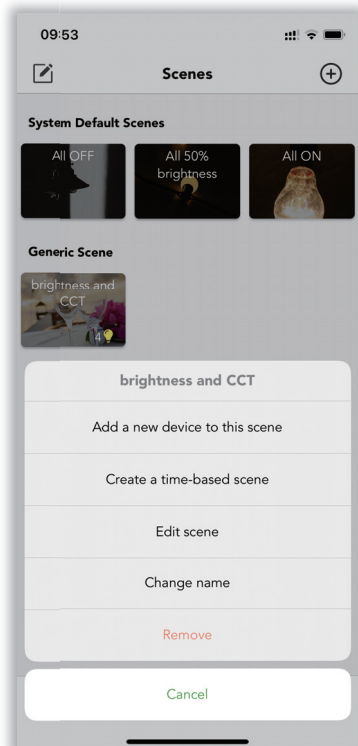 09:53
Scenes
System Default Scenes
All OFF
All 50%
brightness
All ON
Generic Scene
brightness and
CCT
4
brightness and CCT
Add a new device to this scene
Create a time-based scene
Edit scene
Change name
Remove
Cancel